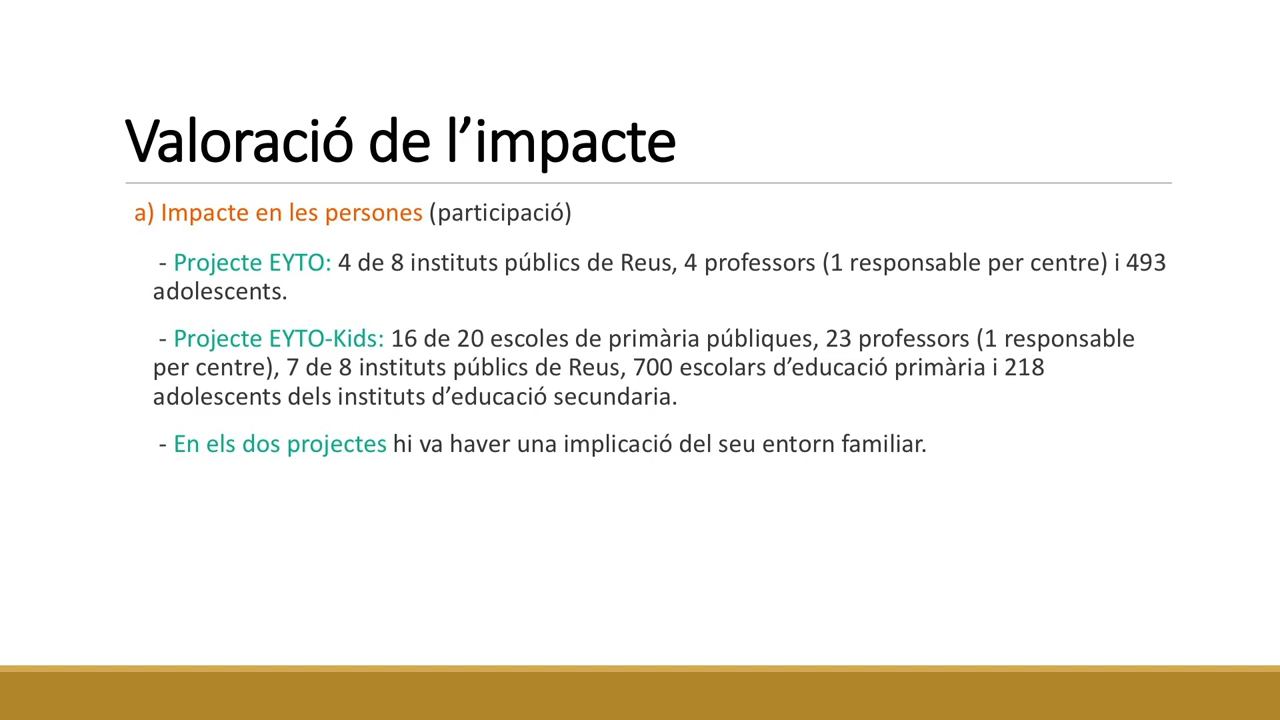 Valoració de l’impacte
a) Impacte en les persones (participació)
- Projecte EYTO: 4 de 8 instituts públics de Reus, 4 professors (1 responsable per centre) i 493
adolescents.
- Projecte EYTO-Kids: 16 de 20 escoles de primària públiques, 23 professors (1 responsable
per centre), 7 de 8 instituts públics de Reus, 700 escolars d’educació primària i 218
adolescents dels instituts d’educació secundaria.
- En els dos projectes hi va haver una implicació del seu entorn familiar.